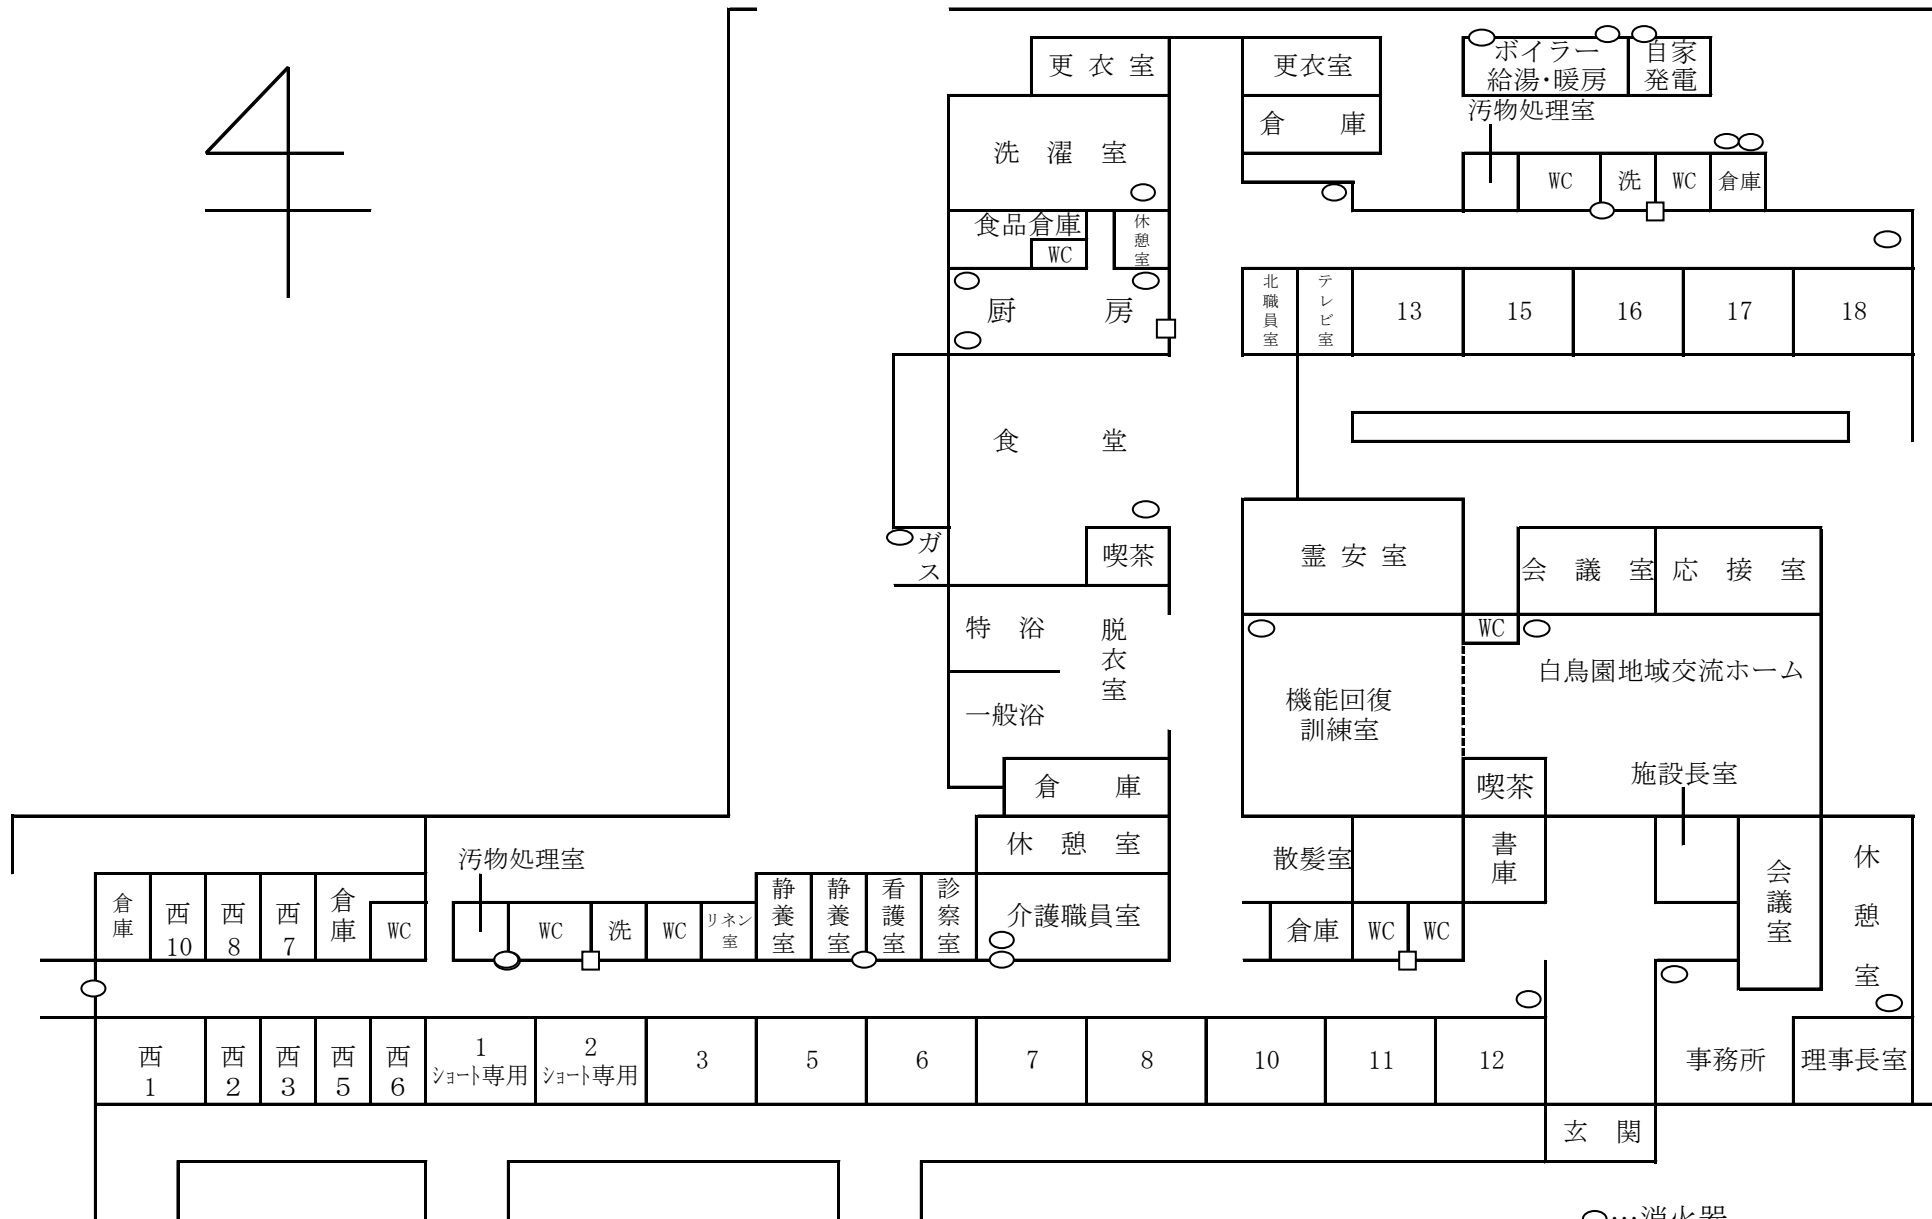 更 衣 室
更衣室
ボイラー
給湯・暖房
自家
発電
汚物処理室
倉 庫
洗 濯 室
WC
洗
WC
倉庫
食品倉庫
WC
休憩室
厨 房
北職員室
テレビ室
13
15
16
17
18
食 堂
ガス
喫茶
霊 安 室
会 議 室
応 接 室
特 浴
脱衣室
一般浴
WC
白鳥園地域交流ホーム
機能回復
訓練室
倉 庫
喫茶
施設長室
休 憩 室
散髪室
書庫
会議室
休憩室
汚物処理室
倉庫
西
10
西
8
西
7
倉庫
WC
WC
洗
WC
リネン
室
静養室
静養室
看護室
診察室
介護職員室
倉庫
WC
WC
西
1
西
2
西
3
西
5
西
6
1
ショート専用
2
ショート専用
3
5
6
7
8
10
11
12
事務所
理事長室
玄 関
○…消火器